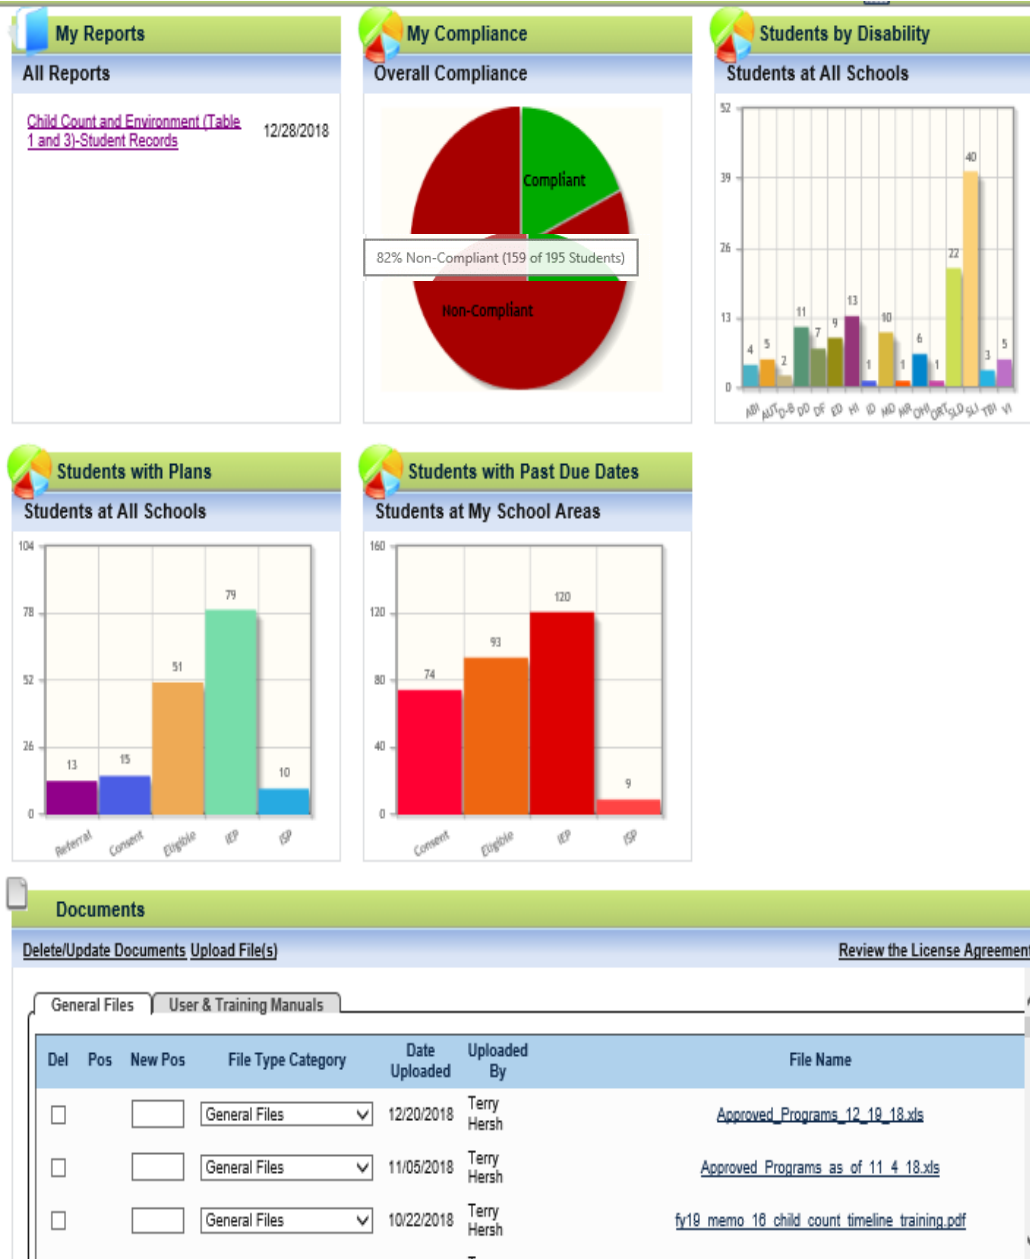 My Reports
All Reports
Child Count and Environment (Table
1 and 3)-Student Records
12/28/2018
My Compliance
Overall Compliance
Compliant
82% Non-Compliant (159 of 195 Students)
Non-Compliant
Students by Disability
Students at All Schools
52
39
26
13
0
4
5
2
11
7
9
13
1
10
1
6
1
22
40
3
5
ABI
AUT
D-B
DD
DF
ED
HI
ID
MD
MR
OHI
ORT
SLD
SLI
TBI
VI
Students with Plans
Students at All Schools
104
78
52
26
0
13
15
51
79
10
Referral
Consent
Eligible
IEP
ISP
Students with Past Due Dates
Students at My School Areas
160
120
80
40
0
74
93
120
9
Consent
Eligible
IEP
ISP
Documents
Delete/Update Documents Upload File(s)
Review the License Agreement
General Files
User & Training Manuals
Del Pos New Pos File Type Category Date Uploaded Uploaded By File Name
General Files 12/20/2018 Terry Hersh Approved_Programs_12_19_18.xls
General Files 11/05/2018 Terry Hersh Approved_Programs_as_of_11_4_18.xls
General Files 10/22/2018 Terry Hersh fy19_memo_16_child_count_timeline_training.pdf